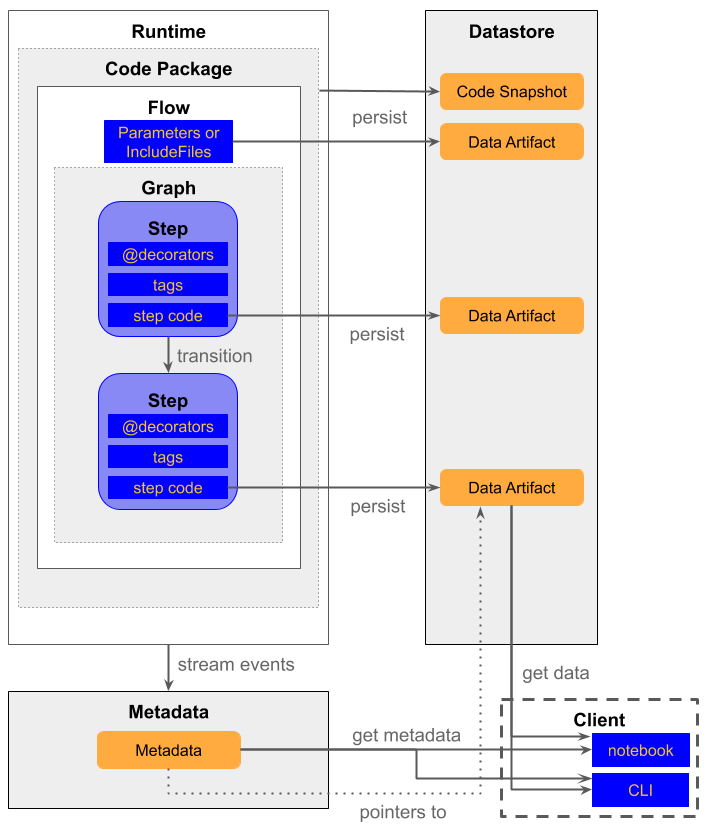 Runtime
Code Package
Flow
Parameters or
IncludeFiles
Graph
Step
@decorators
tags
step code
transition
Step
@decorators
tags
step code
persist
persist
persist
Datastore
Code Snapshot
Data Artifact
Data Artifact
Data Artifact
stream events
Metadata
Metadata
get metadata
pointers to
get data
Client
notebook
CLI